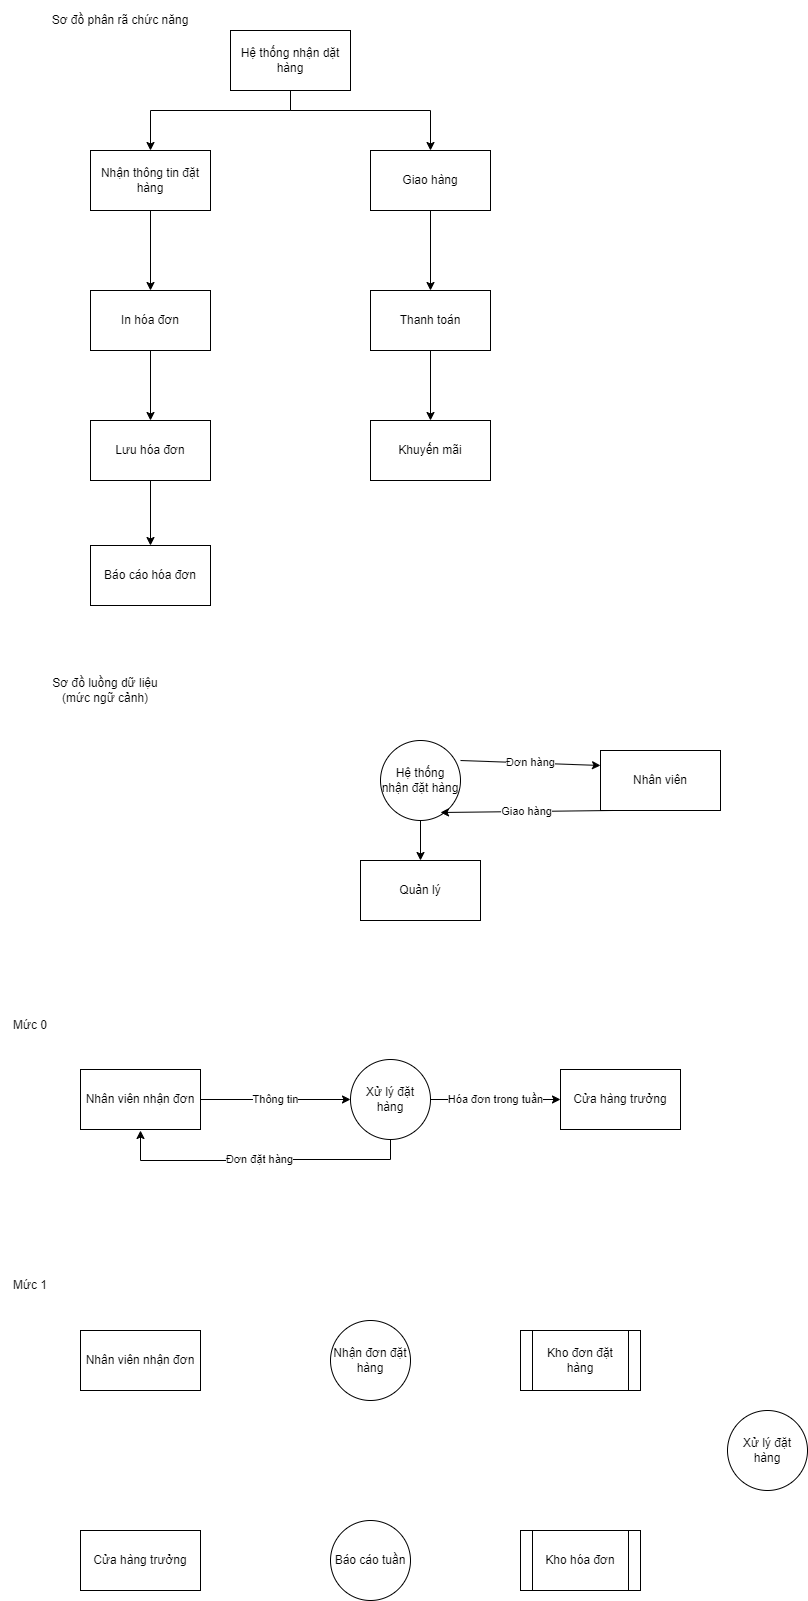 Sơ đồ phân rã chức năng
Hệ thống nhận dặt
hàng
Nhận thông tin đặt
hàng
Giao hàng
In hóa đơn
Thanh toán
Lưu hóa đơn
Khuyến mãi
Báo cáo hóa đơn
Sơ đồ luồng dữ liệu
(mức ngữ cảnh)
Hệ thống
nhận đặt hàng
Đơn hàng
Nhân viên
Giao hàng
Quản lý
Mức 0
Nhân viên nhận đơn
Thông tin
Xử lý đặt
hàng
Hóa đơn trong tuần
Cửa hàng trưởng
Đơn đặt hàng
Mức 1
Nhân viên nhận đơn
Nhận đơn đặt
hàng
Kho đơn đặt
hàng
Xử lý đặt
hàng
Cửa hàng trưởng
Báo cáo tuần
Kho hóa đơn